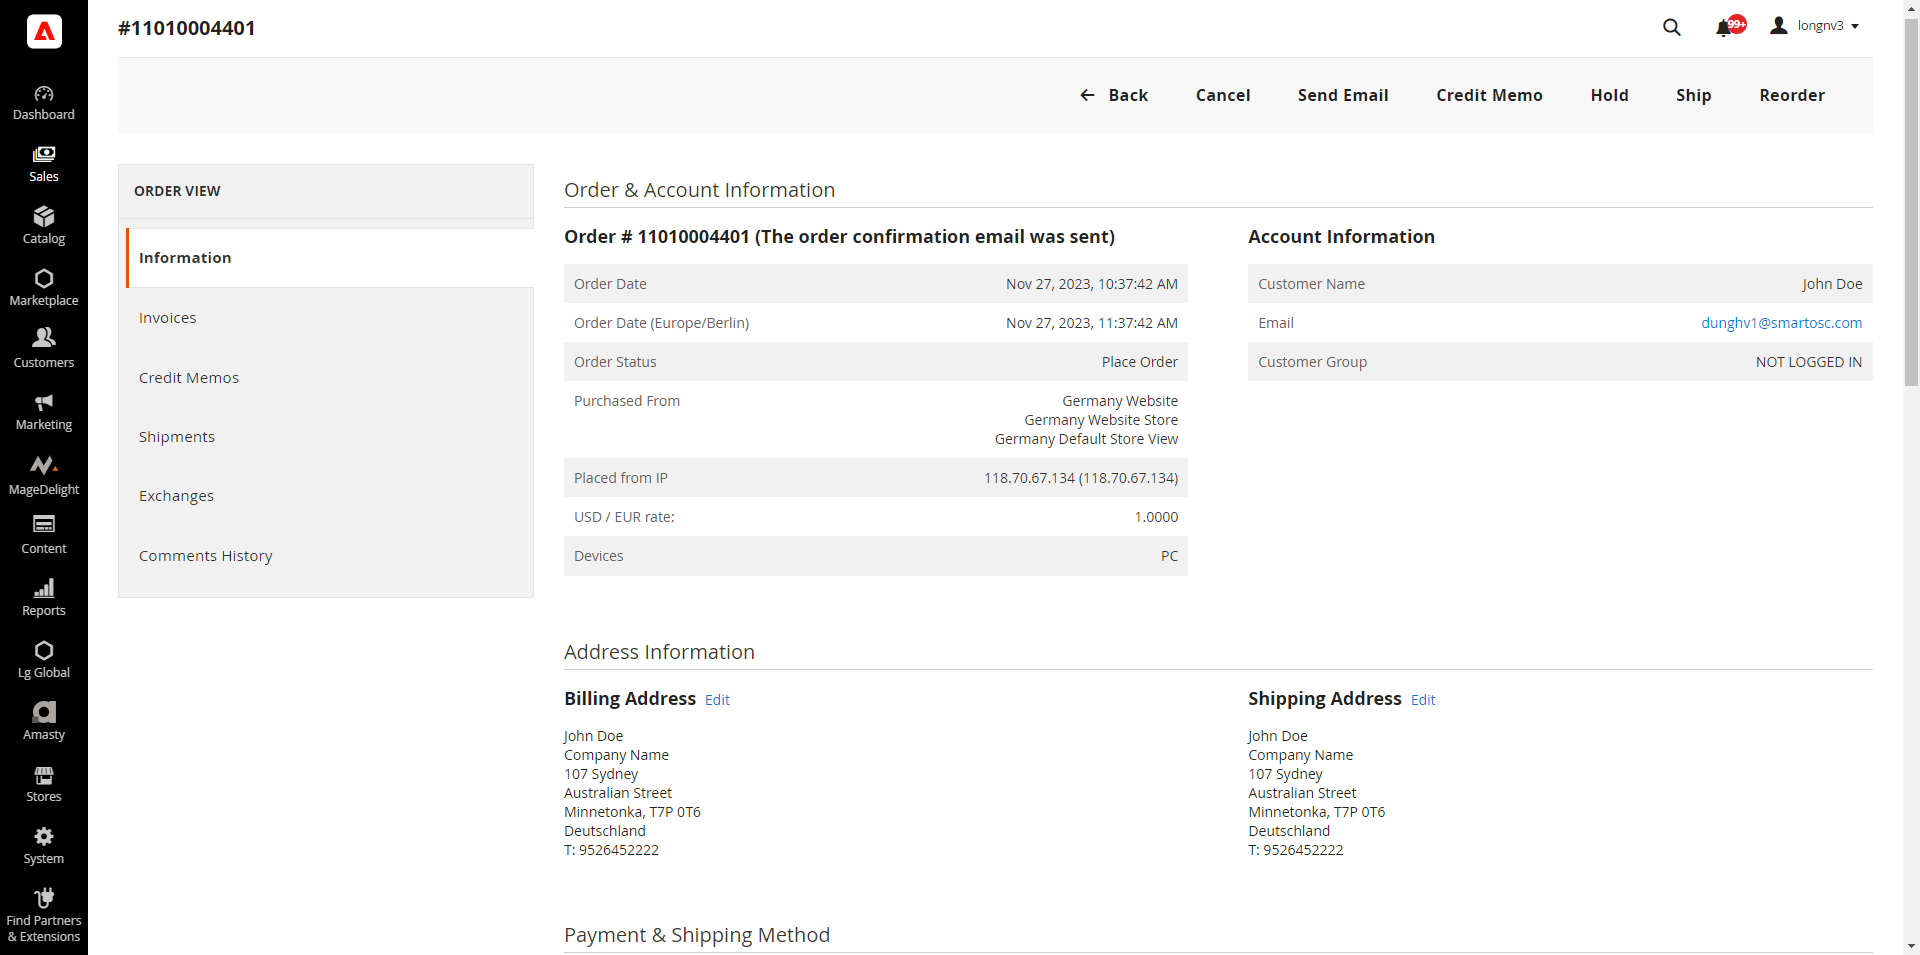 #11010004401
99+
longnv3
Dashboard
Sales
Catalog
Marketplace
Customers
Marketing
MageDelight
Content
Reports
Lg Global
Amasty
Stores
System
Find Partners
& Extensions
Back
Cancel
Send Email
Credit Memo
Hold
Ship
Reorder
ORDER VIEW
Information
Invoices
Credit Memos
Shipments
Exchanges
Comments History
Order & Account Information
Order # 11010004401 (The order confirmation email was sent)
Order Date Nov 27, 2023, 10:37:42 AM
Order Date (Europe/Berlin) Nov 27, 2023, 11:37:42 AM
Order Status Place Order
Purchased From Germany Website
Germany Website Store
Germany Default Store View
Placed from IP 118.70.67.134 (118.70.67.134)
USD / EUR rate: 1.0000
Devices PC
Account Information
Customer Name John Doe
Email dunghv1@smartosc.com
Customer Group NOT LOGGED IN
Address Information
Billing Address Edit
John Doe
Company Name
107 Sydney
Australian Street
Minnetonka, T7P 0T6
Deutschland
T: 9526452222
Shipping Address Edit
John Doe
Company Name
107 Sydney
Australian Street
Minnetonka, T7P 0T6
Deutschland
T: 9526452222
Payment & Shipping Method